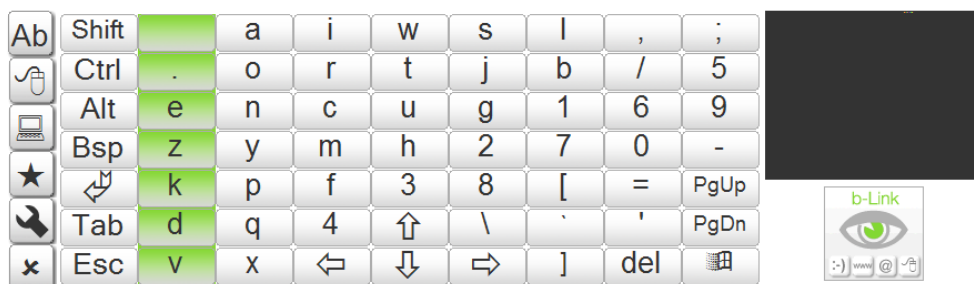 Ab Shift a i w s l , ;
Ctrl . o r t j b / 5
Alt e n c u g 1 6 9
Bsp z y m h 2 7 0 -
k p f 3 8 [ = PgUp
Tab d q 4 \ ` ' PgDn
Esc v x ] del
b-Link
:-) www @